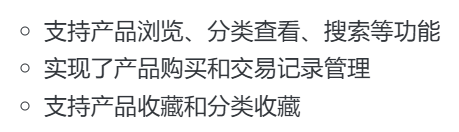 支持产品浏览、分类查看、搜索等功能
实现了产品购买和交易记录管理
支持产品收藏和分类收藏